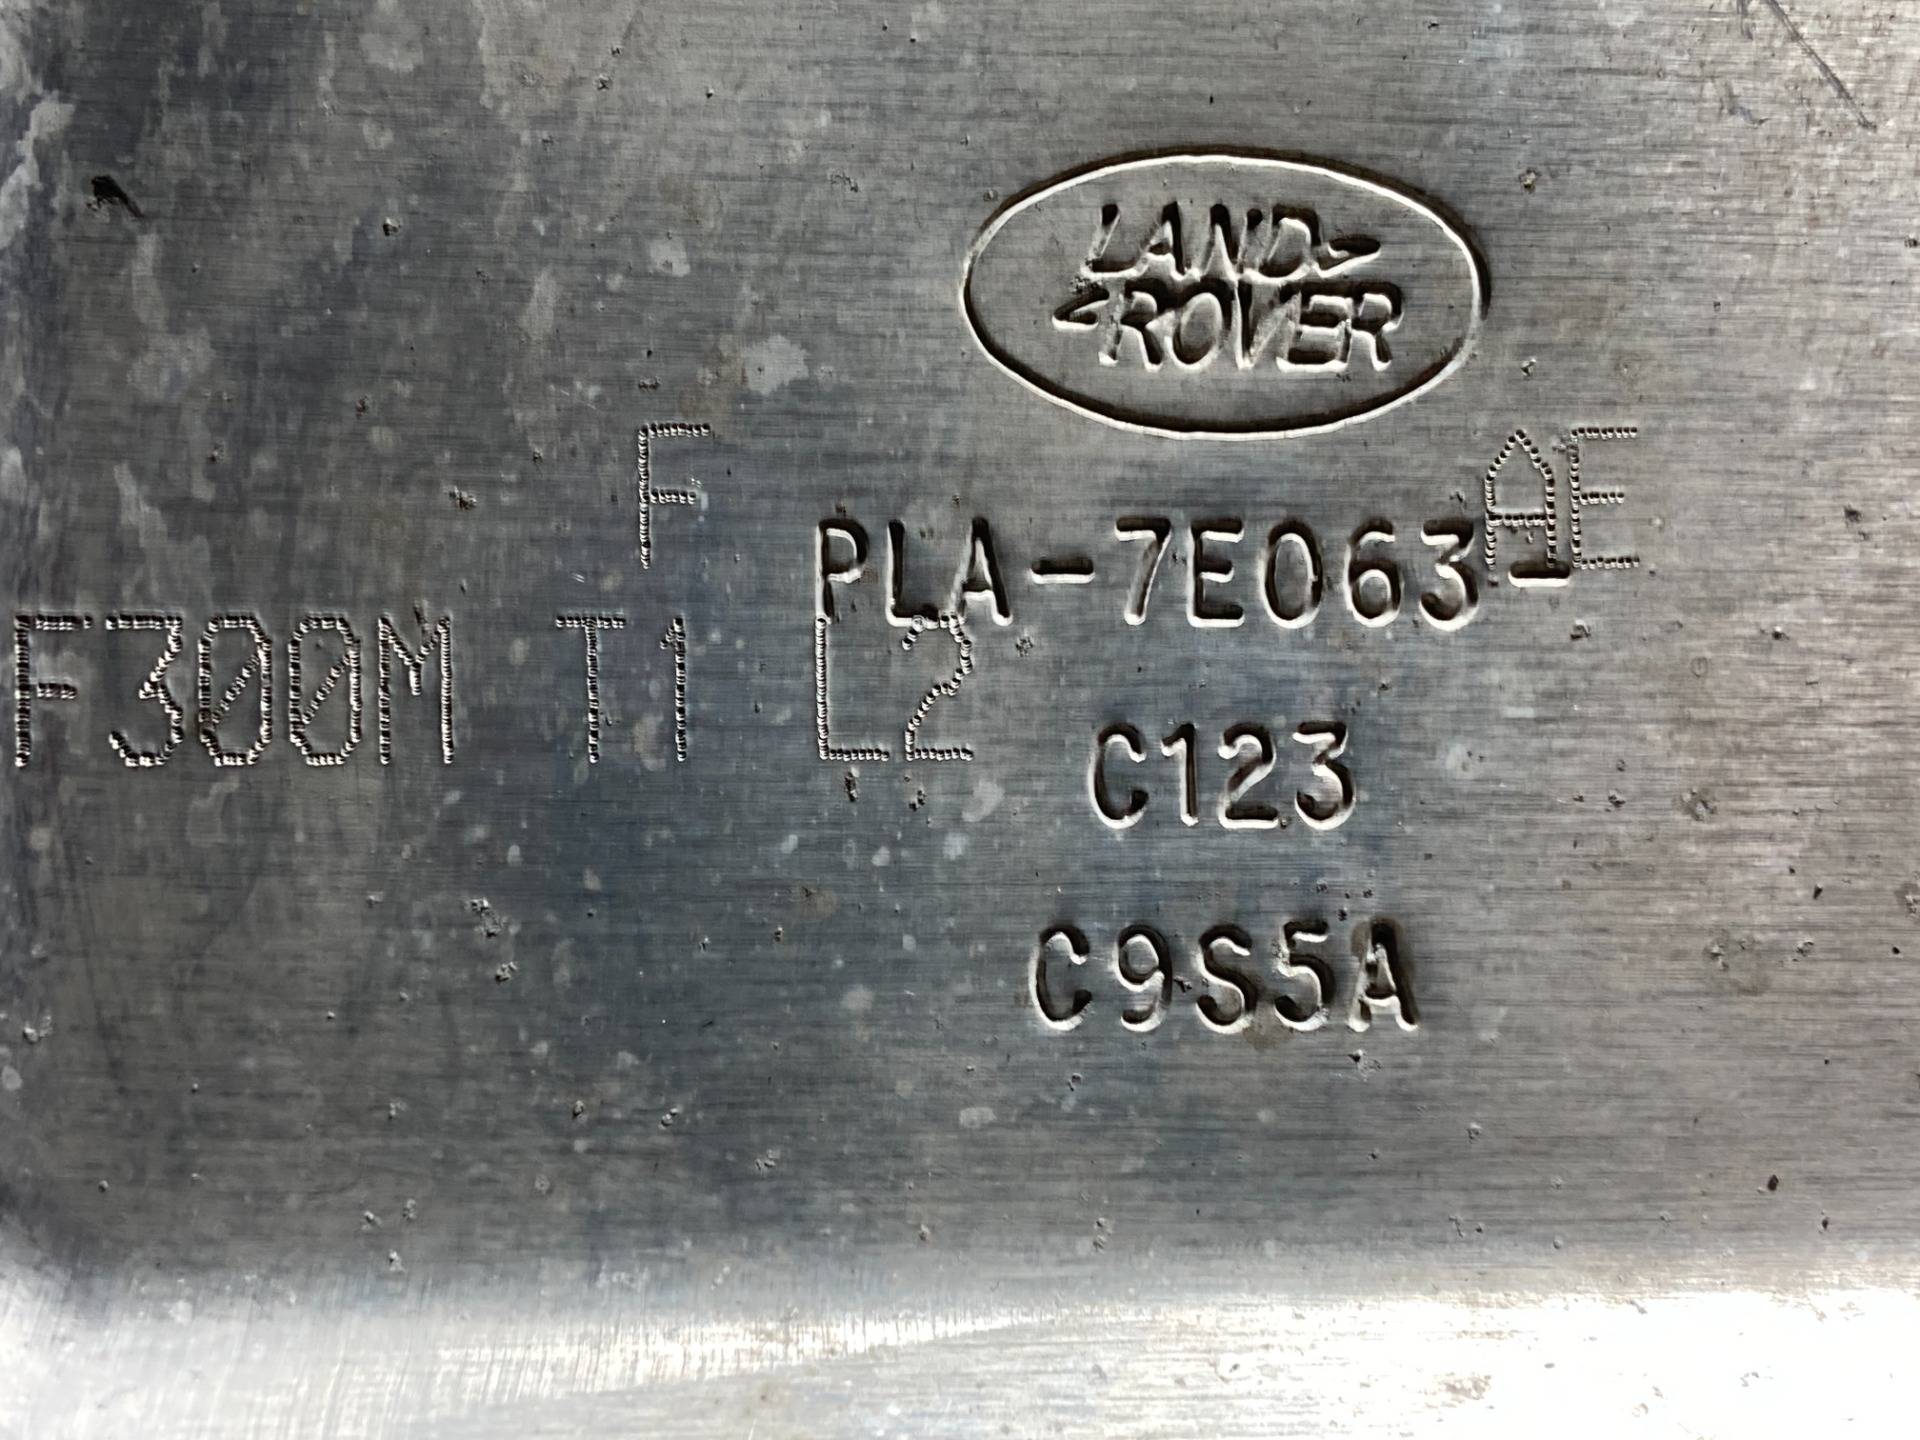 LAND
ROVER
F PLA-7E063-AE
F300M T1 L2
C123
C9S5A